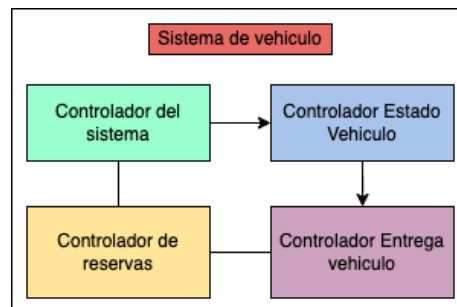 Sistema de vehiculo
Controlador del
sistema
Controlador Estado
Vehiculo
Controlador de
reservas
Controlador Entrega
vehiculo